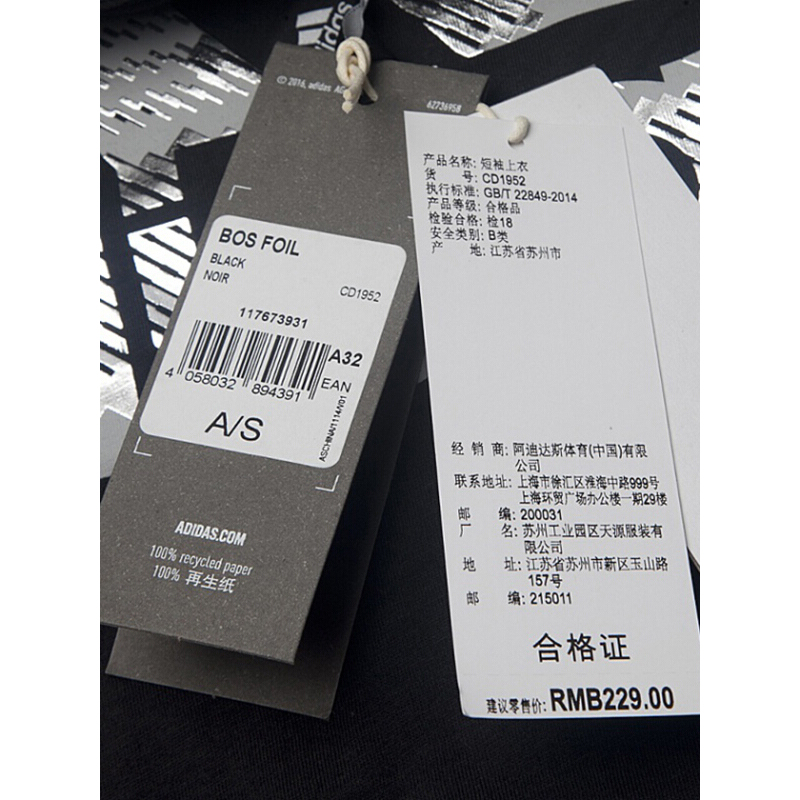 adidas
© 2016, adidas AG
62736958
BOS FOIL
BLACK
NOIR
CD1952
117673931
A32
4 058032 894391
EAN
A/S
ASCHINA/1114/V01
ADIDAS.COM
100% recycled paper
100% 再生纸
产品名称: 短袖上衣
货 号: CD1952
执行标准: GB/T 22849-2014
产品等级: 合格品
检验合格: 检18
安全类别: B类
产 地: 江苏省苏州市
经 销 商: 阿迪达斯体育(中国)有限
公司
联系地址: 上海市徐汇区淮海中路999号
上海环贸广场办公楼一期29楼
邮 编: 200031
厂 名: 苏州工业园区天源服装有
限公司
地 址: 江苏省苏州市新区玉山路
157号
邮 编: 215011
合格证
建议零售价: RMB229.00